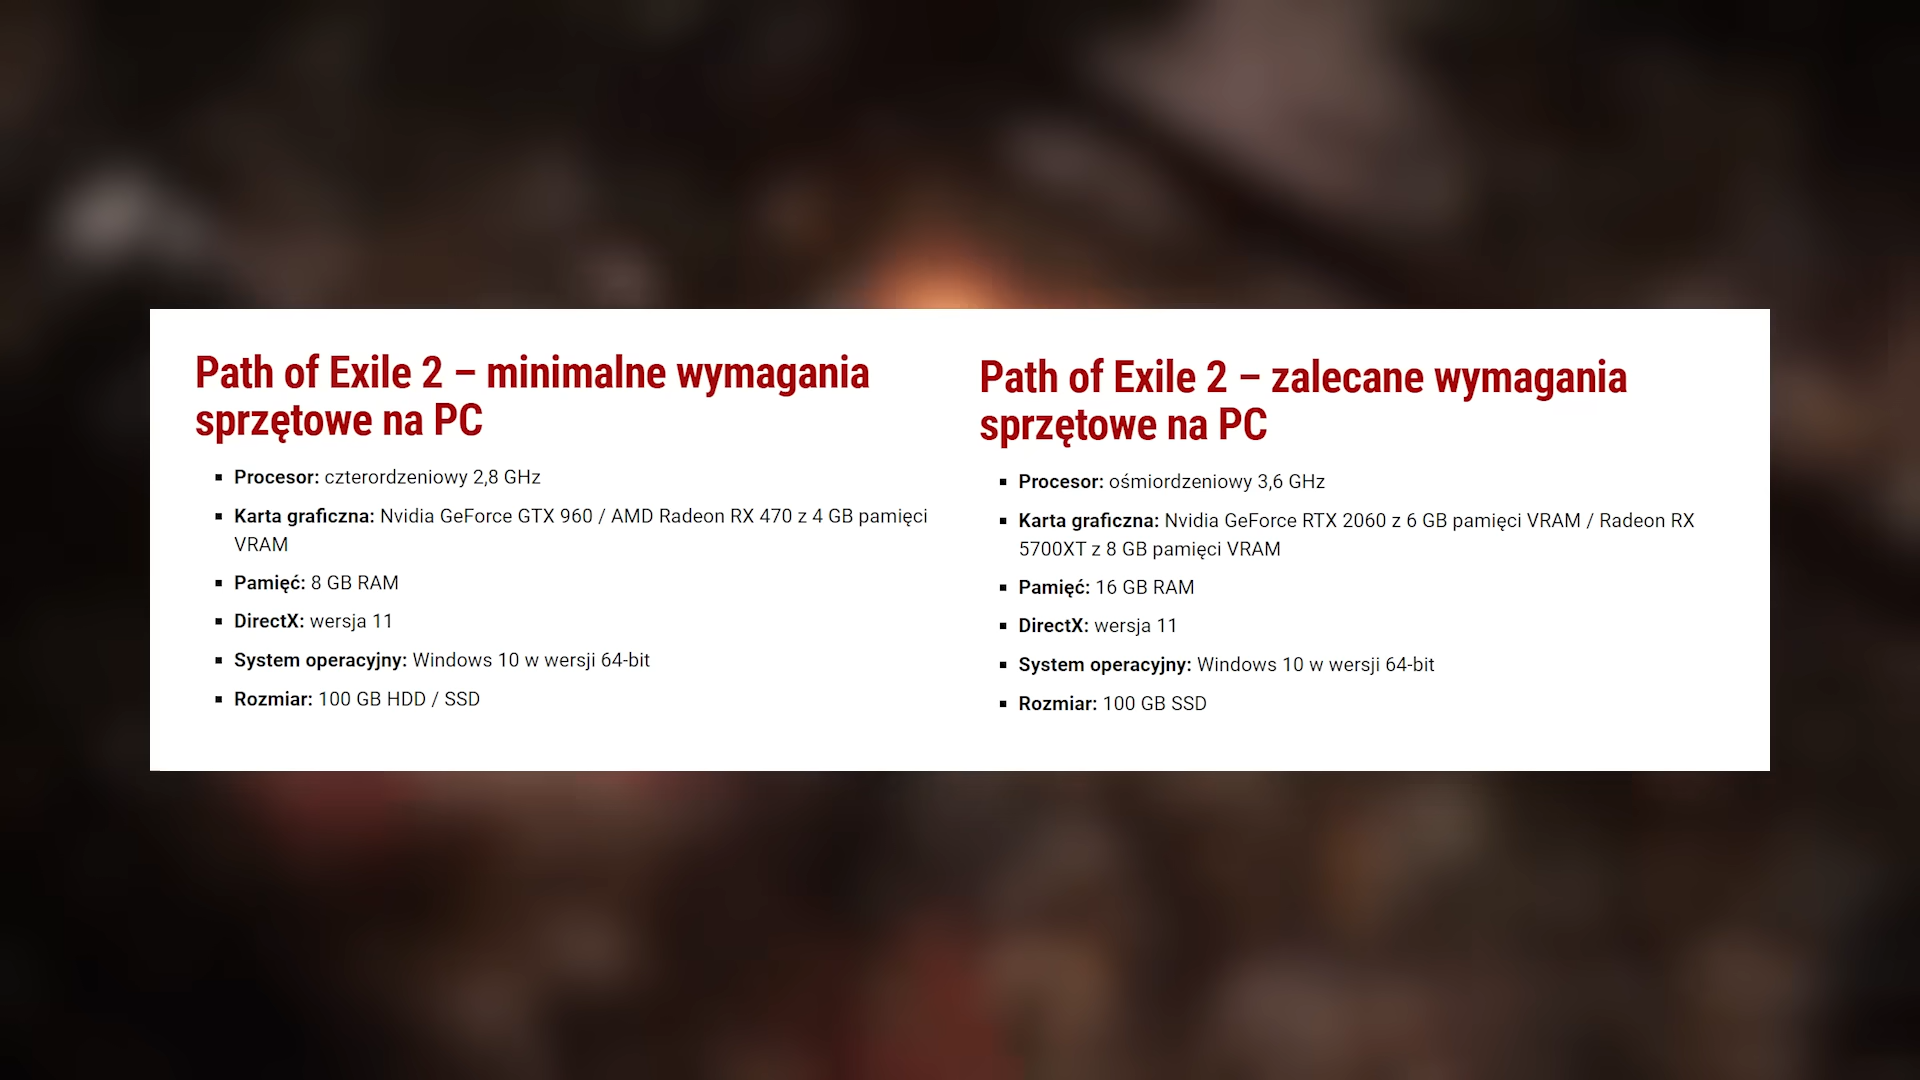 Path of Exile 2 – minimalne wymagania
sprzętowe na PC
Procesor: czterordzeniowy 2,8 GHz
Karta graficzna: Nvidia GeForce GTX 960 / AMD Radeon RX 470 z 4 GB pamięci
VRAM
Pamięć: 8 GB RAM
DirectX: wersja 11
System operacyjny: Windows 10 w wersji 64-bit
Rozmiar: 100 GB HDD / SSD
Path of Exile 2 – zalecane wymagania
sprzętowe na PC
Procesor: ośmiordzeniowy 3,6 GHz
Karta graficzna: Nvidia GeForce RTX 2060 z 6 GB pamięci VRAM / Radeon RX
5700XT z 8 GB pamięci VRAM
Pamięć: 16 GB RAM
DirectX: wersja 11
System operacyjny: Windows 10 w wersji 64-bit
Rozmiar: 100 GB SSD